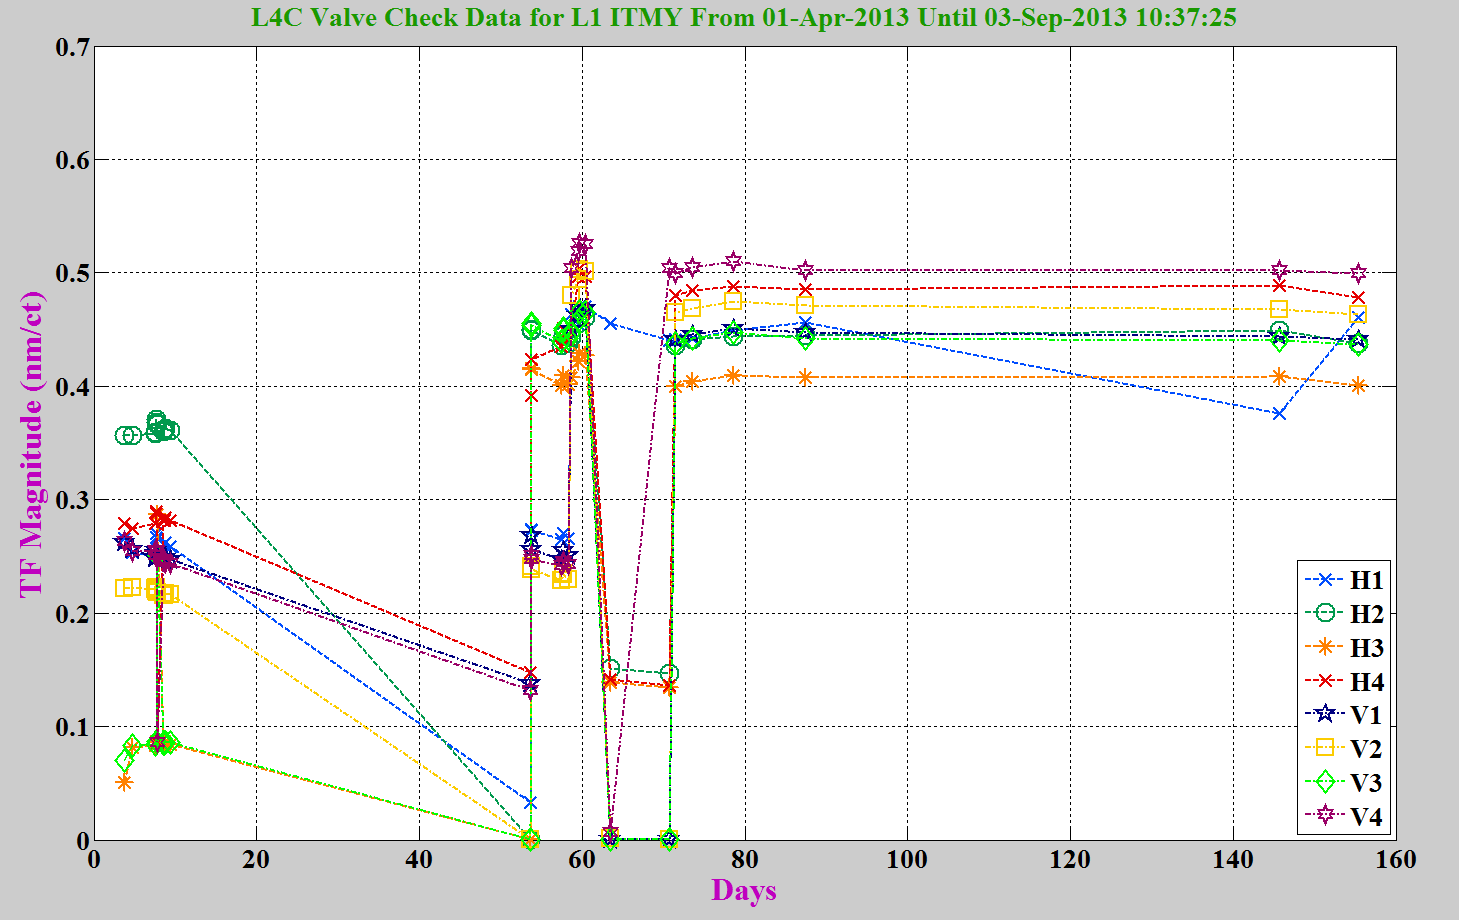 L4C Valve Check Data for L1 ITMY From 01-Apr-2013 Until 03-Sep-2013 10:37:25
TF Magnitude (nm/ct)
0.7
0.6
0.5
0.4
0.3
0.2
0.1
0
0 20 40 60 80 100 120 140 160
Days
H1
H2
H3
H4
V1
V2
V3
V4